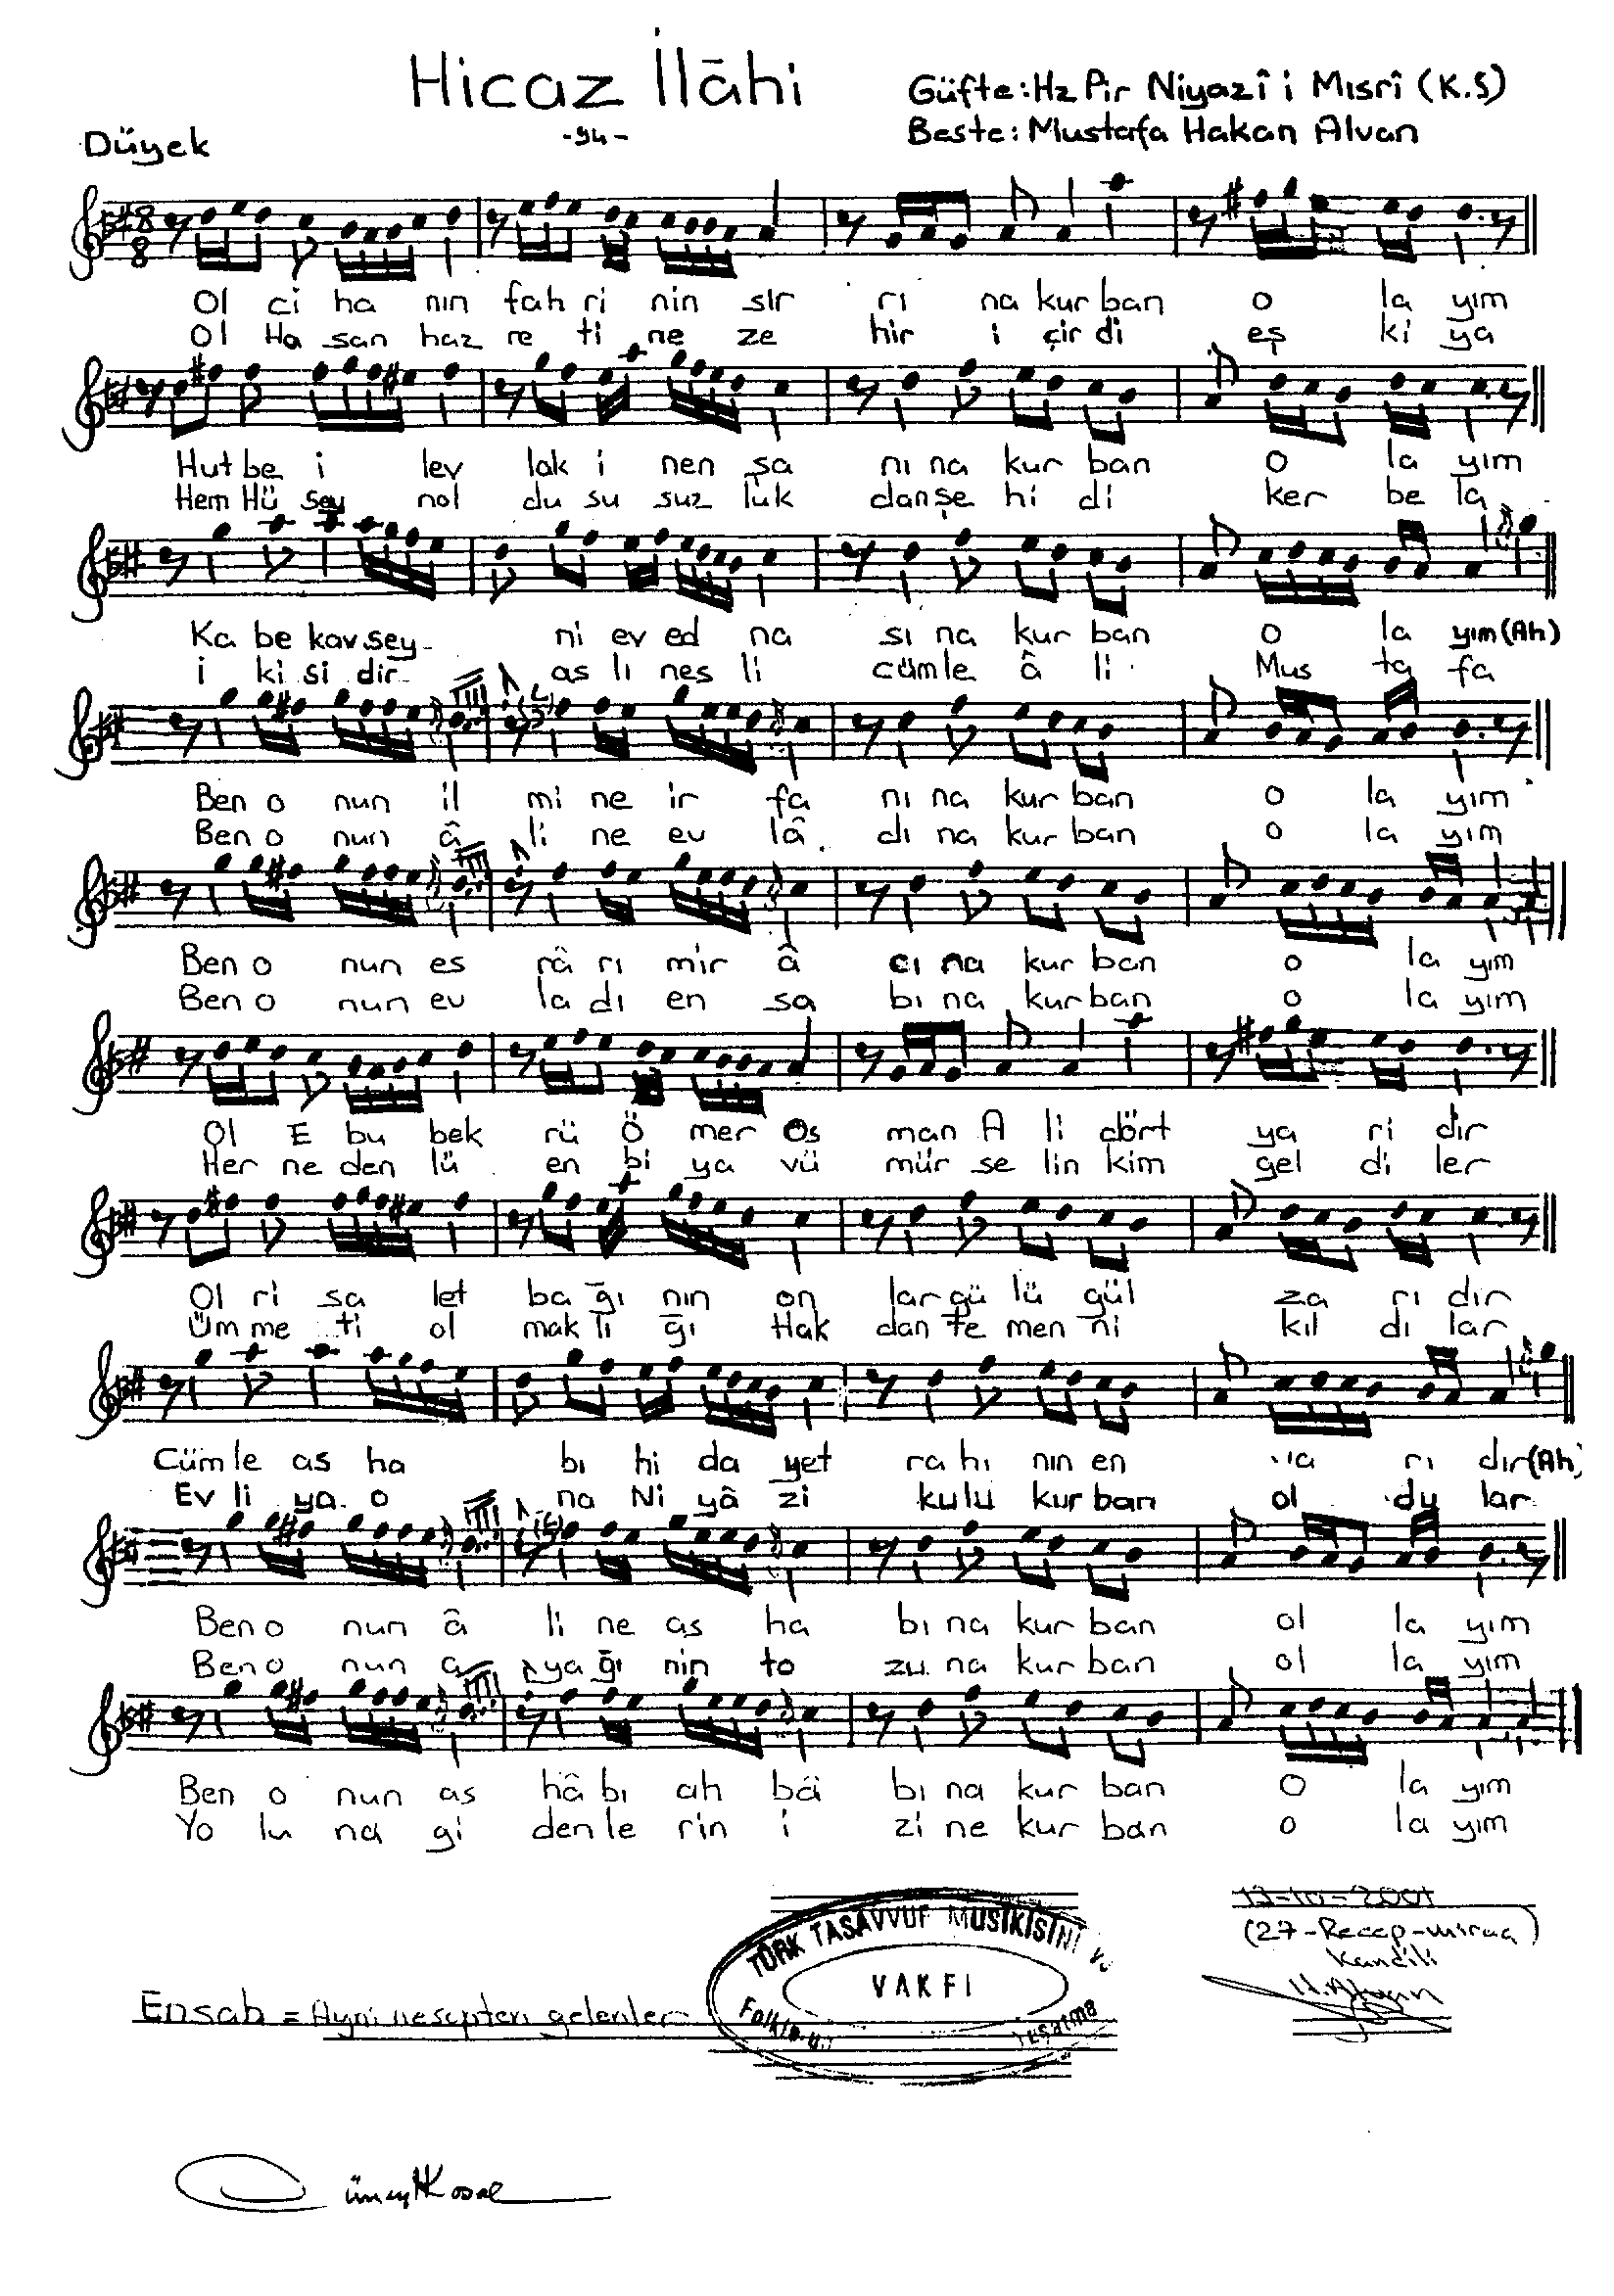 Hicaz İlâhi
-94-
Güfte: Hz Pir Niyazî i Mısrî (K.S)
Beste: Mustafa Hakan Alvan
Düyek
8
8
Ol ci ha nın fah ri nin sır rı na kur ban o la yım
Ol Ha san haz re ti ne ze hir i çir di eş ki ya
Hut be i lev lak i nen şa nı na kur ban o la yım
Hem Hü sey nol du su suz luk dan şe hi di ker be la
Ka be kav sey ni ev ed na sı na kur ban o la yım (Ah)
i ki si dir as lı nes li cüm le â li Mus ta fa
Ben o nun il mi ne ir fa nı na kur ban o la yım
Ben o nun â li ne ev lâ dı na kur ban o la yım
Ben o nun es râ rı mir â cı na kur ban o la yım
Ben o nun ev la dı en sa bı na kur ban o la yım
Ol E bu bek rü Ö mer Os man A li dört ya ri dir
Her ne den lü en bi ya vü mür se lin kim gel di ler
Ol ri sa let ba ğı nın on lar gü lü gül za rı dır
Üm me ti ol mak lı ğı Hak dan te men ni kıl dı lar
Cüm le as ha bı hi da yet ra hı nın en rı dır (Ah)
Ev li ya o na Ni yâ zi kulu kur ban ol du lar
Ben o nun â li ne as ha bı na kur ban ol la yım
Ben o nun a ya ğı nin to zu na kur ban ol la yım
Ben o nun as hâ bı ah bâ bı na kur ban o la yım
Yo lu na gi den le rin i zi ne kur ban o la yım
13-10-2001
(27-Recep-mirac)
Kandili
H.Alvan
TÜRK TASAVVUF MUSIKİSİNİ
VAKFI
Yaşatma
Ensab = Ayni nesepten gelenler